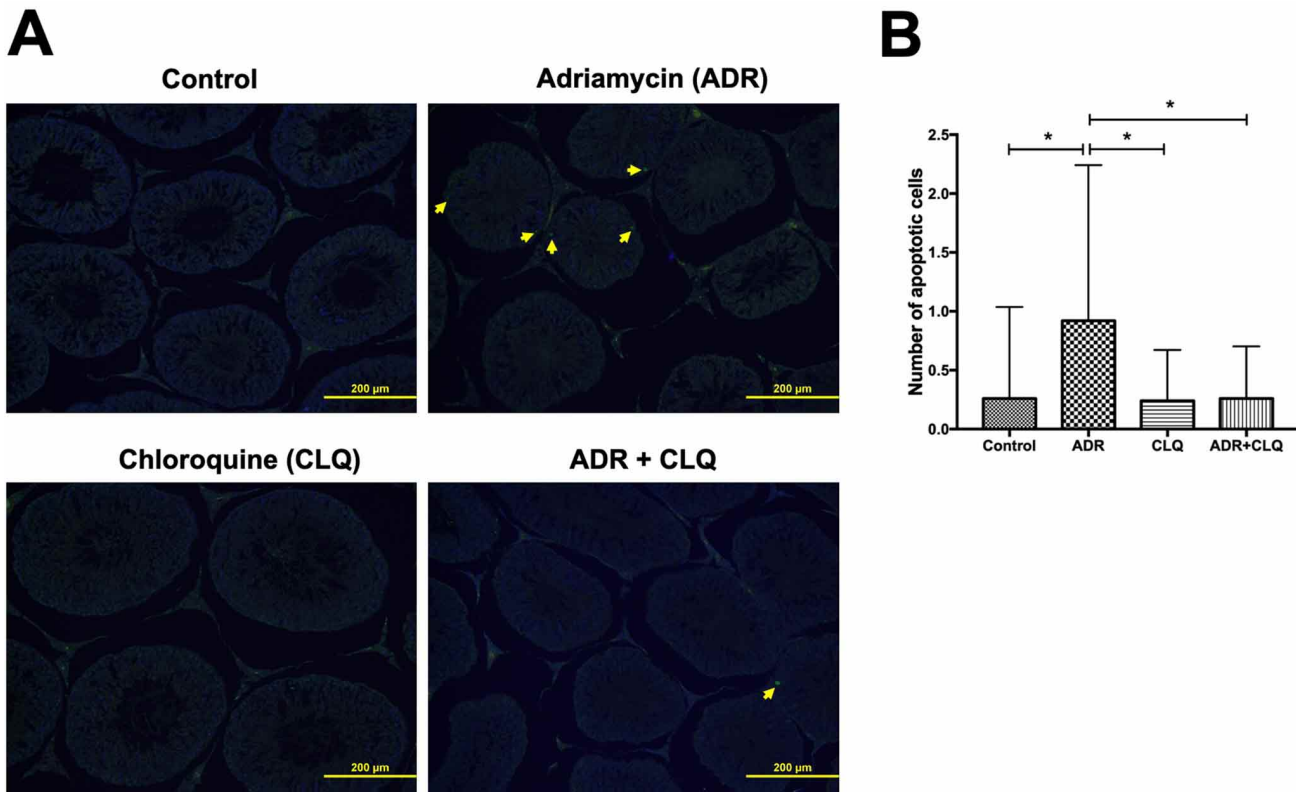 A
B
Control
Adriamycin (ADR)
200 µm
200 µm
Chloroquine (CLQ)
ADR + CLQ
200 µm
200 µm
*
*
*
Number of apoptotic cells
2.5
2.0
1.5
1.0
0.5
0.0
Control
ADR
CLQ
ADR+CLQ